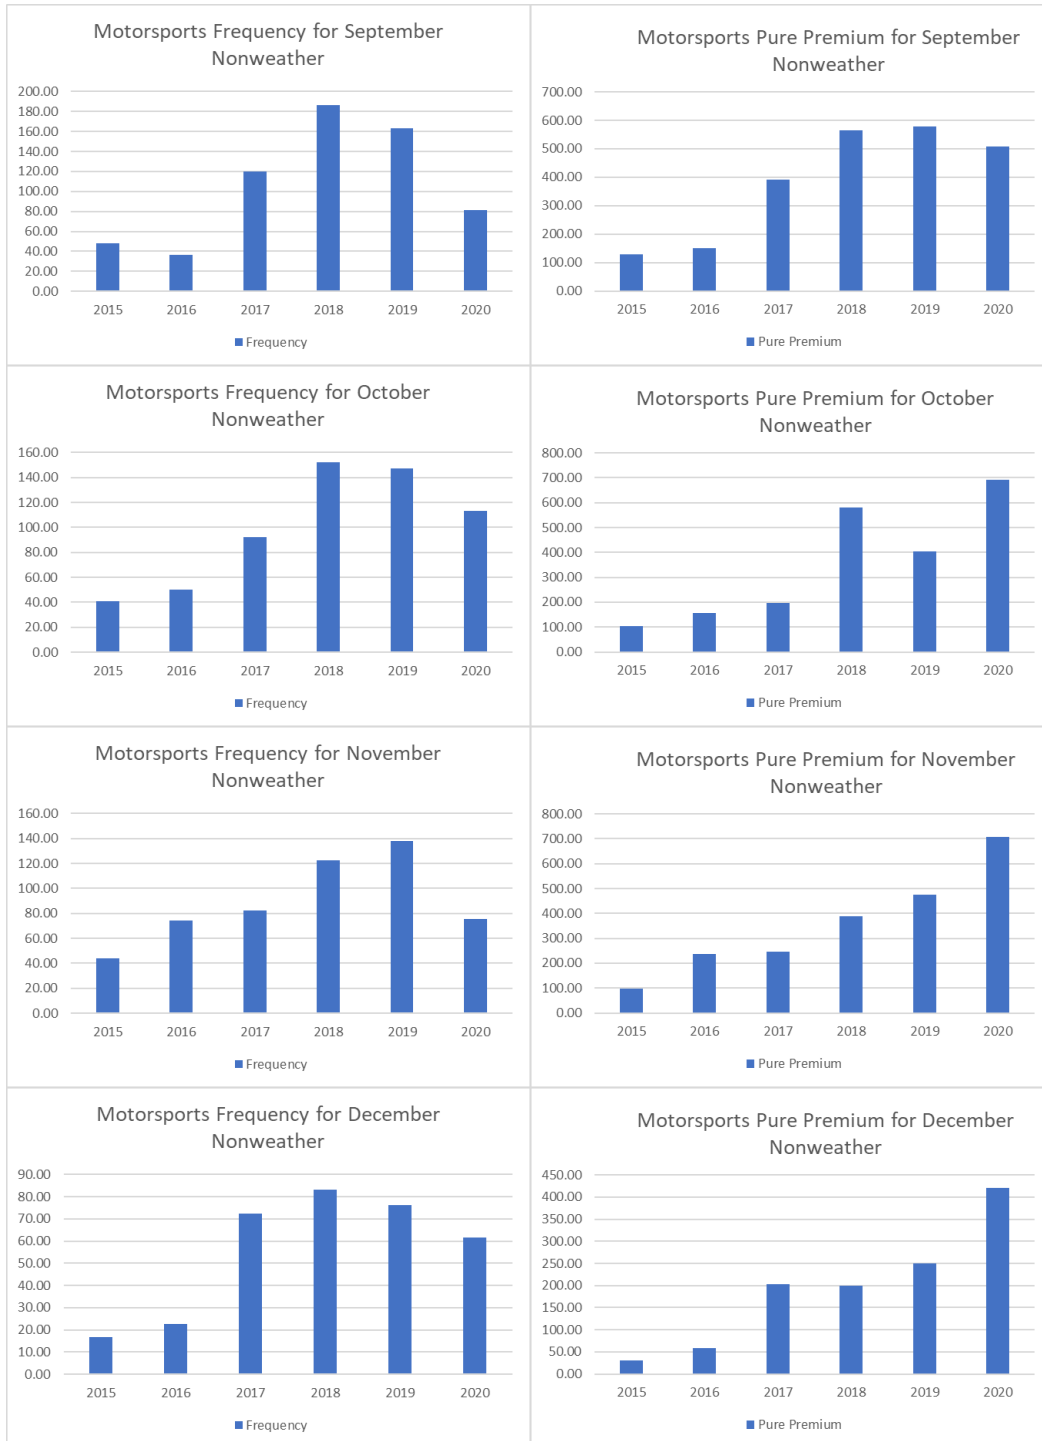 Motorsports Frequency for September
Nonweather
200.00
180.00
160.00
140.00
120.00
100.00
80.00
60.00
40.00
20.00
0.00
2015 2016 2017 2018 2019 2020
Frequency
Motorsports Pure Premium for September
Nonweather
700.00
600.00
500.00
400.00
300.00
200.00
100.00
0.00
2015 2016 2017 2018 2019 2020
Pure Premium
Motorsports Frequency for October
Nonweather
160.00
140.00
120.00
100.00
80.00
60.00
40.00
20.00
0.00
2015 2016 2017 2018 2019 2020
Frequency
Motorsports Pure Premium for October
Nonweather
800.00
700.00
600.00
500.00
400.00
300.00
200.00
100.00
0.00
2015 2016 2017 2018 2019 2020
Pure Premium
Motorsports Frequency for November
Nonweather
160.00
140.00
120.00
100.00
80.00
60.00
40.00
20.00
0.00
2015 2016 2017 2018 2019 2020
Frequency
Motorsports Pure Premium for November
Nonweather
800.00
700.00
600.00
500.00
400.00
300.00
200.00
100.00
0.00
2015 2016 2017 2018 2019 2020
Pure Premium
Motorsports Frequency for December
Nonweather
90.00
80.00
70.00
60.00
50.00
40.00
30.00
20.00
10.00
0.00
2015 2016 2017 2018 2019 2020
Frequency
Motorsports Pure Premium for December
Nonweather
450.00
400.00
350.00
300.00
250.00
200.00
150.00
100.00
50.00
0.00
2015 2016 2017 2018 2019 2020
Pure Premium